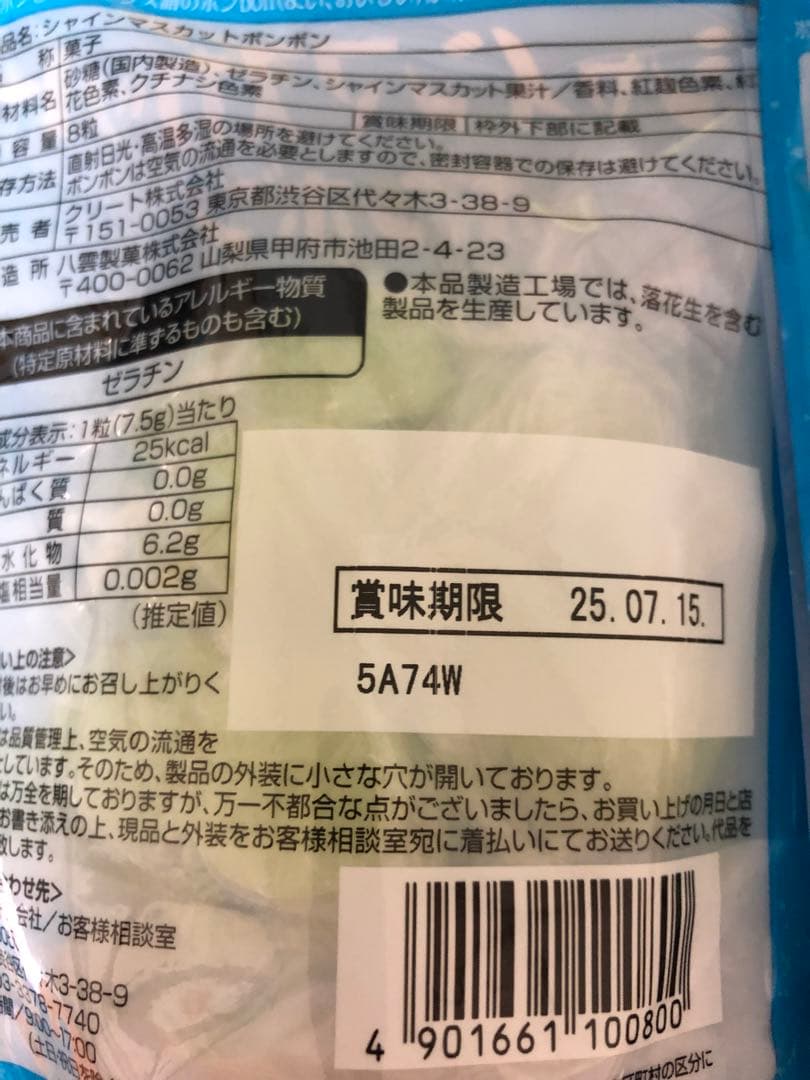 品名:シャインマスカットボンボン
称 菓子
材料名 砂糖(国内製造)、ゼラチン、シャインマスカット果汁/香料、紅麹色素、紅
花色素、クチナシ色素
容量 8粒 賞味期限 枠外下部に記載
存方法 直射日光・高温多湿の場所を避けてください。
ボンボンは空気の流通を必要としますので、密封容器での保存は避けてください。
売者 クリート株式会社
〒151-0053 東京都渋谷区代々木3-38-9
造所 八雲製菓株式会社
〒400-0062 山梨県甲府市池田2-4-23
本商品に含まれているアレルギー物質
(特定原材料に準ずるものも含む)
ゼラチン
●本品製造工場では、落花生を含む
製品を生産しています。
成分表示:1粒(7.5g)当たり
ネルギー 25kcal
んぱく質 0.0g
質 0.0g
水化物 6.2g
塩相当量 0.002g
(推定値)
賞味期限 25.07.15.
5A74W
い上の注意>
後はお早めにお召し上がりく
い。
は品質管理上、空気の流通を
としています。そのため、製品の外装に小さな穴が開いております。
は万全を期しておりますが、万一不都合な点がございましたら、お買い上げの月日と店
お書き添えの上、現品と外装をお客様相談室宛に着払いにてお送りください。代品を
致します。
わせ先>
会社/お客様相談室
木3-38-9
03-3378-7740
時間/9:00~17:00
4 901661 100800
町村の区分に